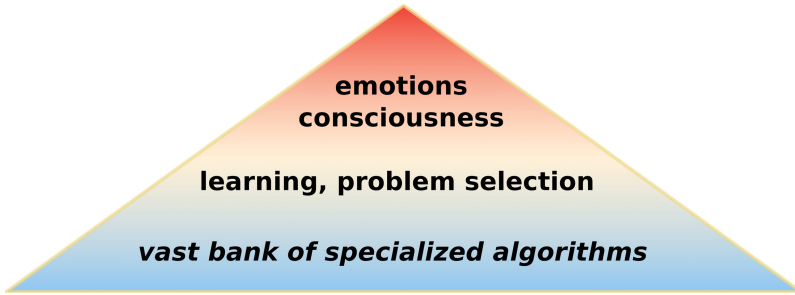 emotions
consciousness
learning, problem selection
vast bank of specialized algorithms